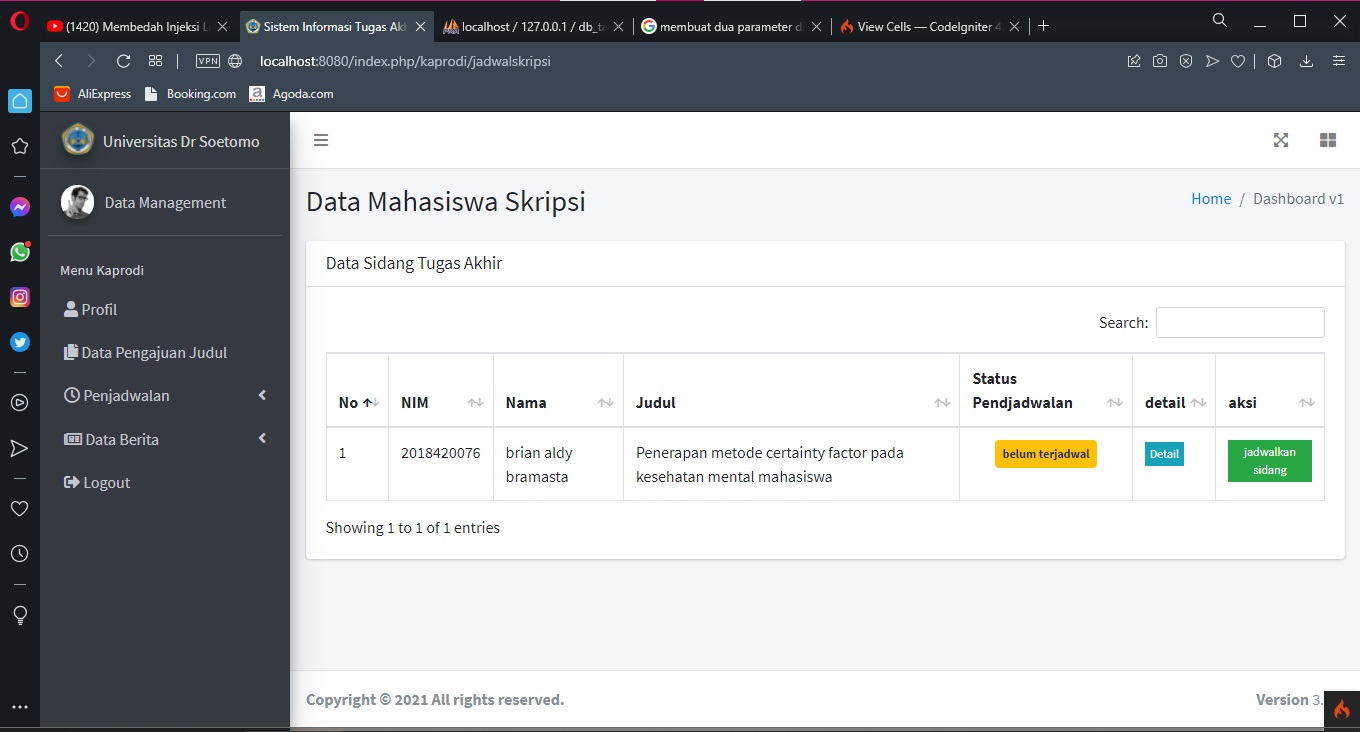 (1420) Membedah Injeksi L
Sistem Informasi Tugas Akh
localhost / 127.0.0.1 / db_ta
membuat dua parameter d
View Cells — CodeIgniter 4
VPN
localhost:8080/index.php/kaprodi/jadwalskripsi
AliExpress
Booking.com
Agoda.com
Universitas Dr Soetomo
Data Management
Menu Kaprodi
Profil
Data Pengajuan Judul
Penjadwalan
Data Berita
Logout
Data Mahasiswa Skripsi
Home / Dashboard v1
Data Sidang Tugas Akhir
Search:
No NIM Nama Judul Status Pendjadwalan detail aksi
1 2018420076 brian aldy bramasta Penerapan metode certainty factor pada kesehatan mental mahasiswa belum terjadwal Detail jadwalkan sidang
Showing 1 to 1 of 1 entries
Copyright © 2021 All rights reserved.
Version 3.